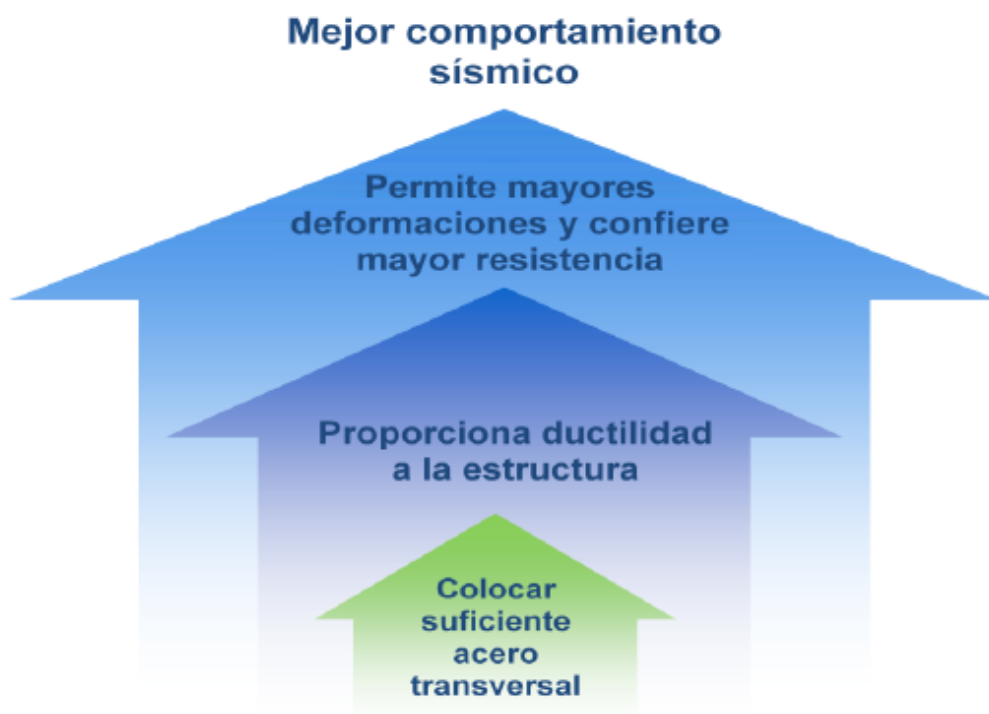 Mejor comportamiento
sísmico
Permite mayores
deformaciones y confiere
mayor resistencia
Proporciona ductilidad
a la estructura
Colocar
suficiente
acero
transversal